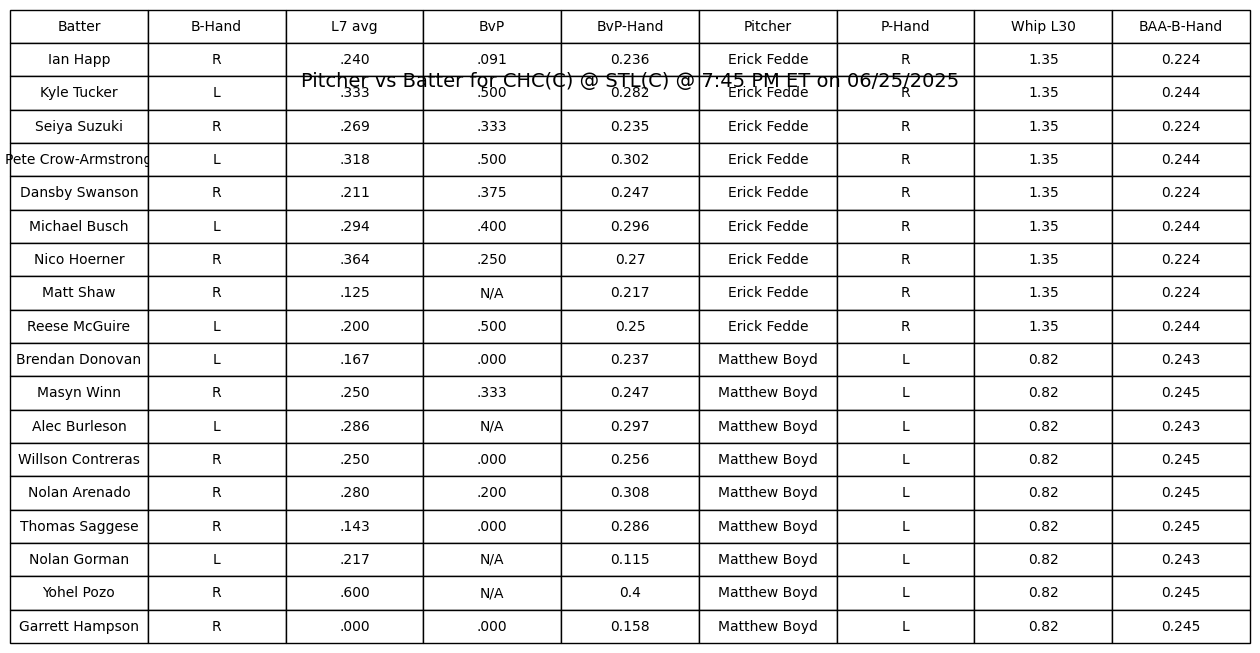 Batter B-Hand L7 avg BvP BvP-Hand Pitcher P-Hand Whip L30 BAA-B-Hand
Ian Happ R .240 .091 0.236 Erick Fedde R 1.35 0.224
Pitcher vs Batter for CHC(C) @ STL(C) @ 7:45 PM ET on 06/25/2025
Kyle Tucker L .333 .500 0.282 Erick Fedde R 1.35 0.244
Seiya Suzuki R .269 .333 0.235 Erick Fedde R 1.35 0.224
Pete Crow-Armstrong L .318 .500 0.302 Erick Fedde R 1.35 0.244
Dansby Swanson R .211 .375 0.247 Erick Fedde R 1.35 0.224
Michael Busch L .294 .400 0.296 Erick Fedde R 1.35 0.244
Nico Hoerner R .364 .250 0.27 Erick Fedde R 1.35 0.224
Matt Shaw R .125 N/A 0.217 Erick Fedde R 1.35 0.224
Reese McGuire L .200 .500 0.25 Erick Fedde R 1.35 0.244
Brendan Donovan L .167 .000 0.237 Matthew Boyd L 0.82 0.243
Masyn Winn R .250 .333 0.247 Matthew Boyd L 0.82 0.245
Alec Burleson L .286 N/A 0.297 Matthew Boyd L 0.82 0.243
Willson Contreras R .250 .000 0.256 Matthew Boyd L 0.82 0.245
Nolan Arenado R .280 .200 0.308 Matthew Boyd L 0.82 0.245
Thomas Saggese R .143 .000 0.286 Matthew Boyd L 0.82 0.245
Nolan Gorman L .217 N/A 0.115 Matthew Boyd L 0.82 0.243
Yohel Pozo R .600 N/A 0.4 Matthew Boyd L 0.82 0.245
Garrett Hampson R .000 .000 0.158 Matthew Boyd L 0.82 0.245